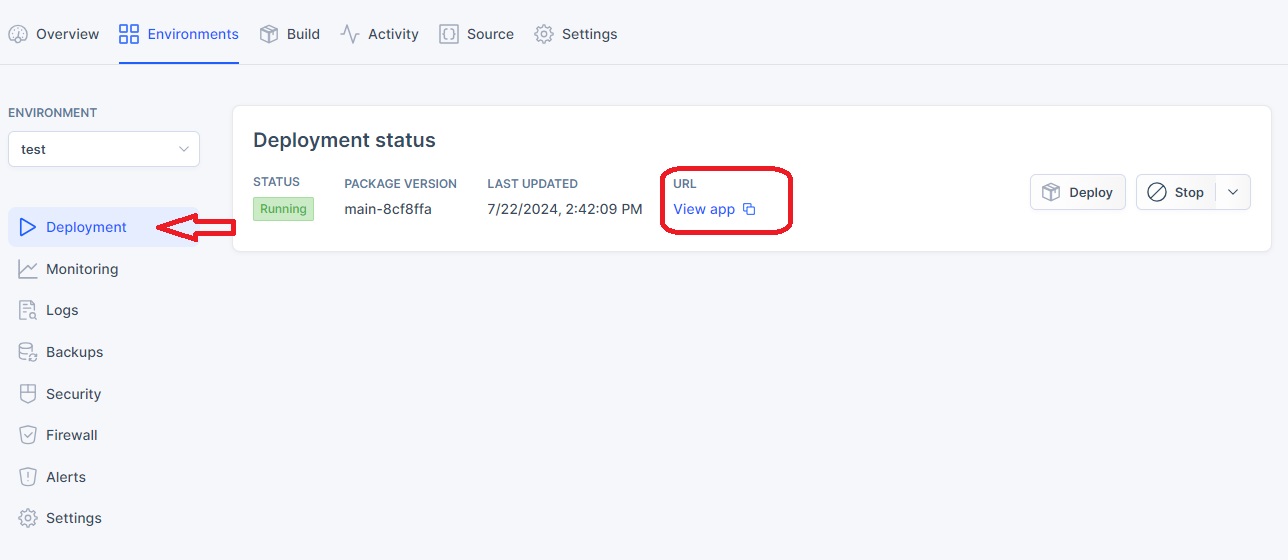 Overview Environments Build Activity Source Settings
ENVIRONMENT
test
Deployment
Monitoring
Logs
Backups
Security
Firewall
Alerts
Settings
Deployment status
STATUS PACKAGE VERSION LAST UPDATED URL
Running main-8cf8ffa 7/22/2024, 2:42:09 PM View app
Deploy Stop